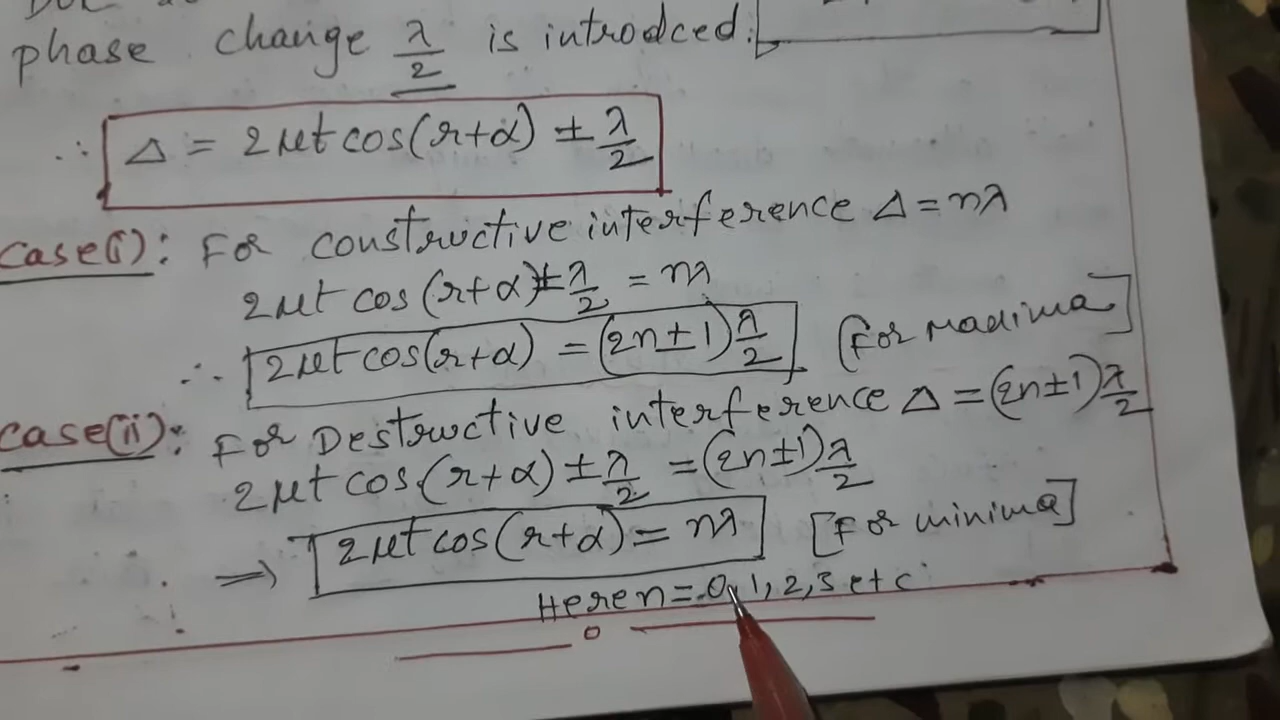 phase change λ/2 is introdced.
∴ Δ = 2μt cos(r+α) ± λ/2
Case(i): For constructive interference Δ = nλ
2μt cos(r+α) ± λ/2 = nλ
∴ 2μt cos(r+α) = (2n±1) λ/2 [For Maxima]
Case(ii): For Destructive interference Δ = (2n±1) λ/2
2μt cos(r+α) ± λ/2 = (2n±1) λ/2
⇒ 2μt cos(r+α) = nλ [For minima]
Here n = 0, 1, 2, 3 etc